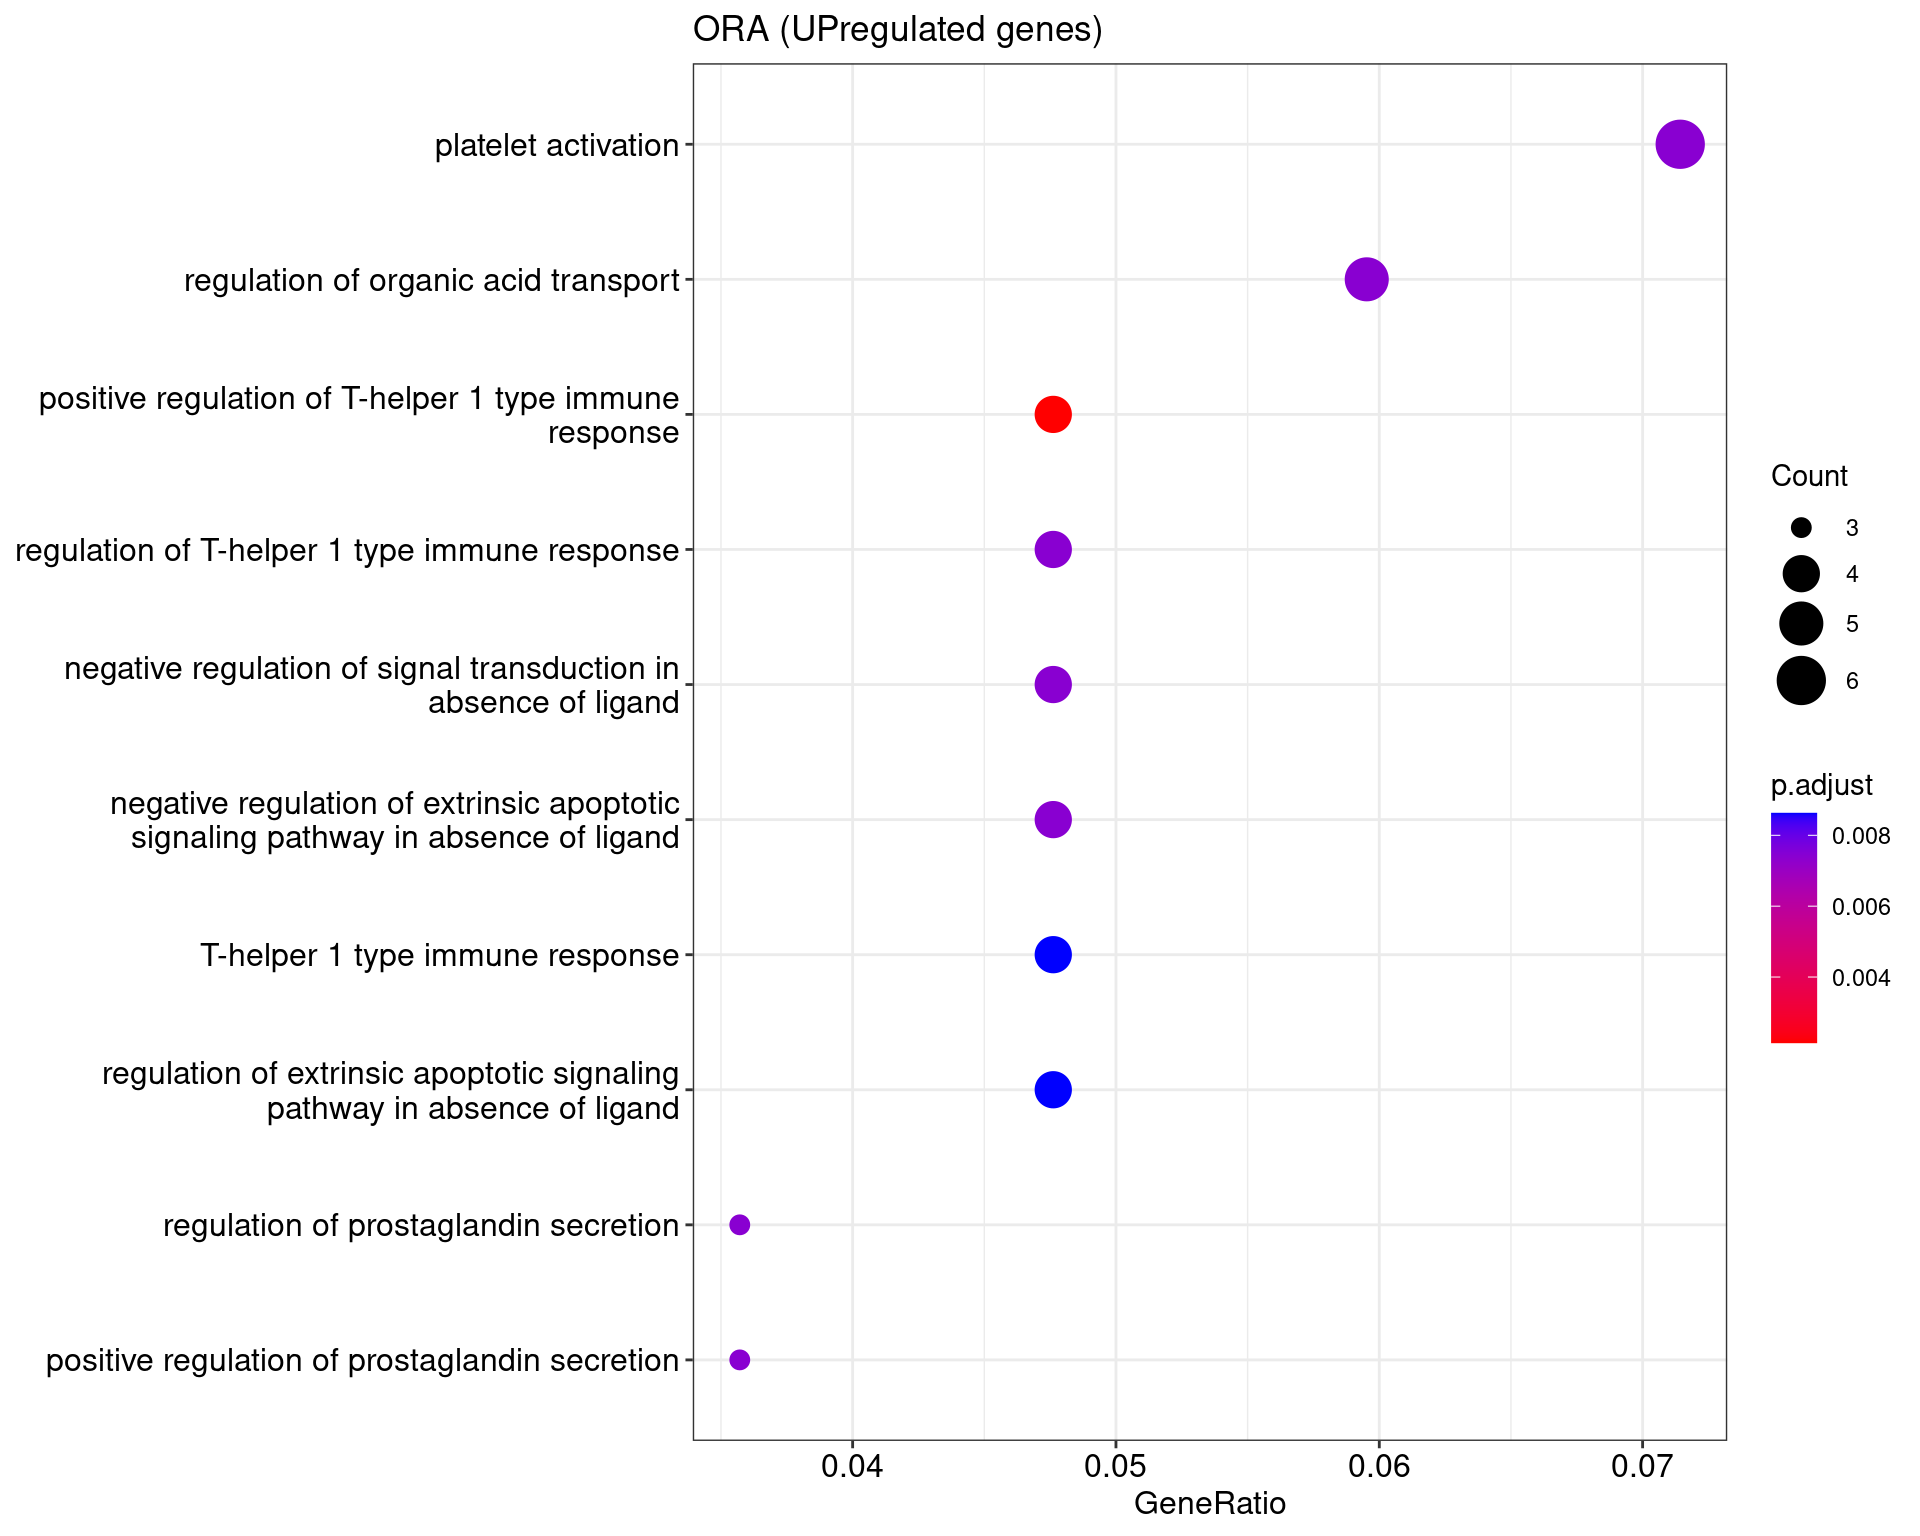 ORA (UPregulated genes)
platelet activation
regulation of organic acid transport
positive regulation of T-helper 1 type immune
response
regulation of T-helper 1 type immune response
negative regulation of signal transduction in
absence of ligand
negative regulation of extrinsic apoptotic
signaling pathway in absence of ligand
T-helper 1 type immune response
regulation of extrinsic apoptotic signaling
pathway in absence of ligand
regulation of prostaglandin secretion
positive regulation of prostaglandin secretion
0.04
0.05
0.06
0.07
GeneRatio
Count
3
4
5
6
p.adjust
0.008
0.006
0.004